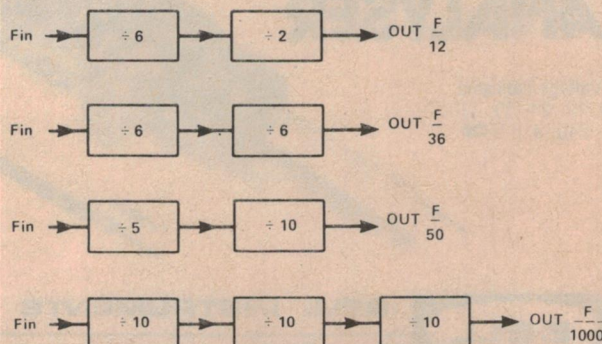 Fin ÷ 6 ÷ 2 OUT F/12
Fin ÷ 6 ÷ 6 OUT F/36
Fin ÷ 5 ÷ 10 OUT F/50
Fin ÷ 10 ÷ 10 ÷ 10 OUT F/1000